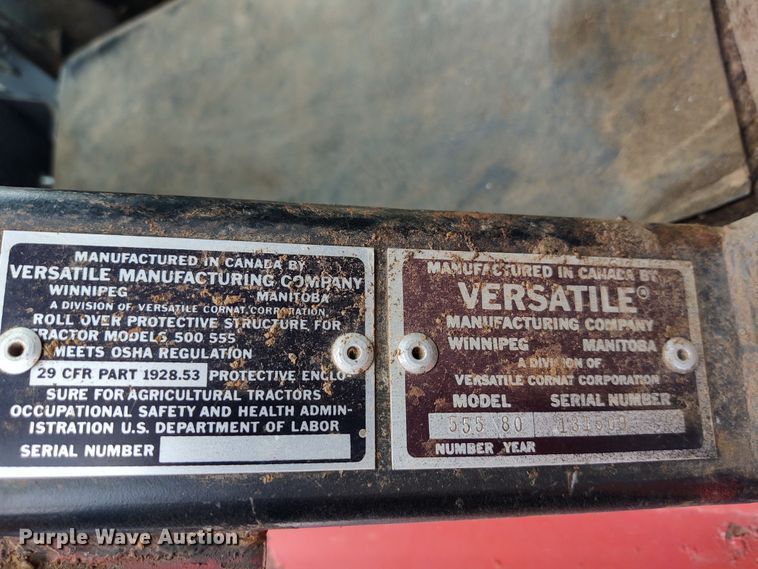 MANUFACTURED IN CANADA BY
VERSATILE MANUFACTURING COMPANY
WINNIPEG MANITOBA
A DIVISION OF VERSATILE CORNAT CORPORATION
ROLL OVER PROTECTIVE STRUCTURE FOR
TRACTOR MODELS 500 555
MEETS OSHA REGULATION
29 CFR PART 1928.53 PROTECTIVE ENCLO-
SURE FOR AGRICULTURAL TRACTORS
OCCUPATIONAL SAFETY AND HEALTH ADMIN-
ISTRATION U.S. DEPARTMENT OF LABOR
SERIAL NUMBER
MANUFACTURED IN CANADA BY
VERSATILE®
MANUFACTURING COMPANY
WINNIPEG MANITOBA
A DIVISION OF
VERSATILE CORNAT CORPORATION
MODEL SERIAL NUMBER
555 80
NUMBER YEAR
Purple Wave Auction